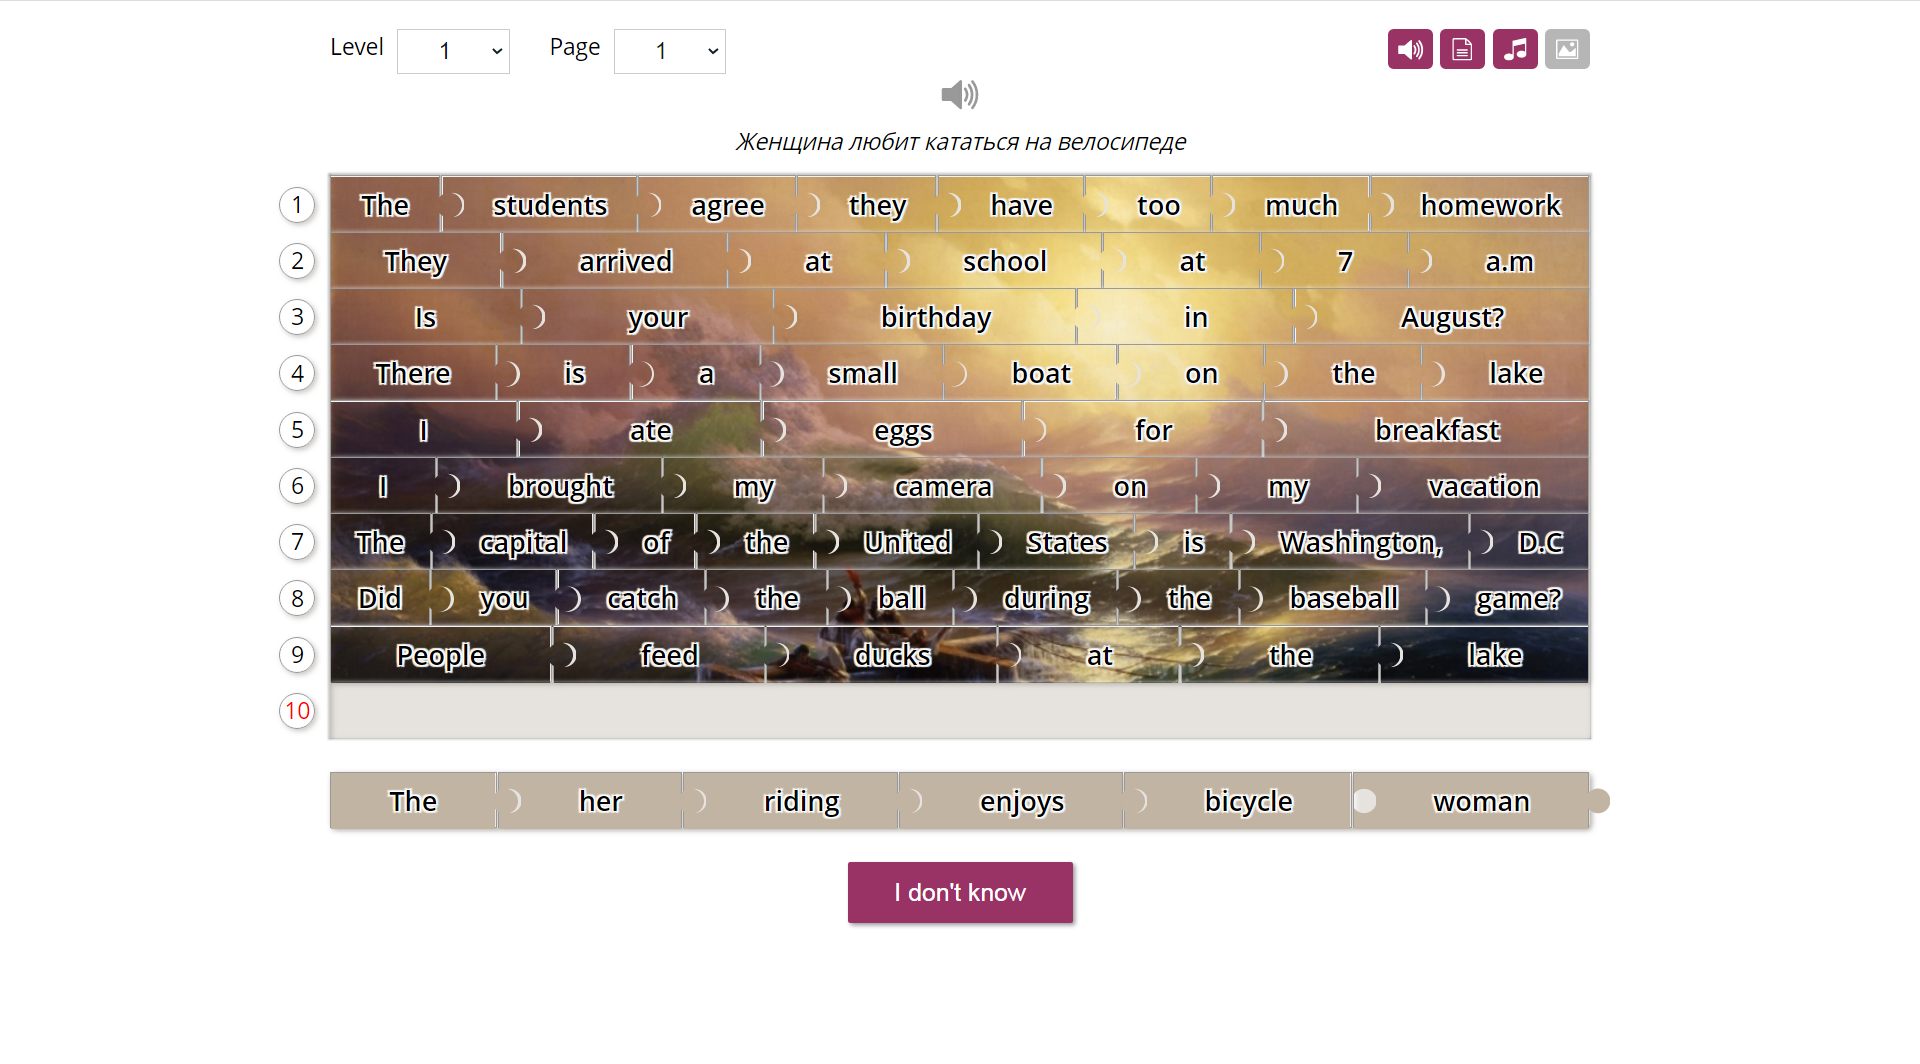 Level 1 Page 1
Женщина любит кататься на велосипеде
1 The students agree they have too much homework
2 They arrived at school at 7 a.m
3 Is your birthday in August?
4 There is a small boat on the lake
5 I ate eggs for breakfast
6 I brought my camera on my vacation
7 The capital of the United States is Washington, D.C
8 Did you catch the ball during the baseball game?
9 People feed ducks at the lake
10
The her riding enjoys bicycle woman
I don't know